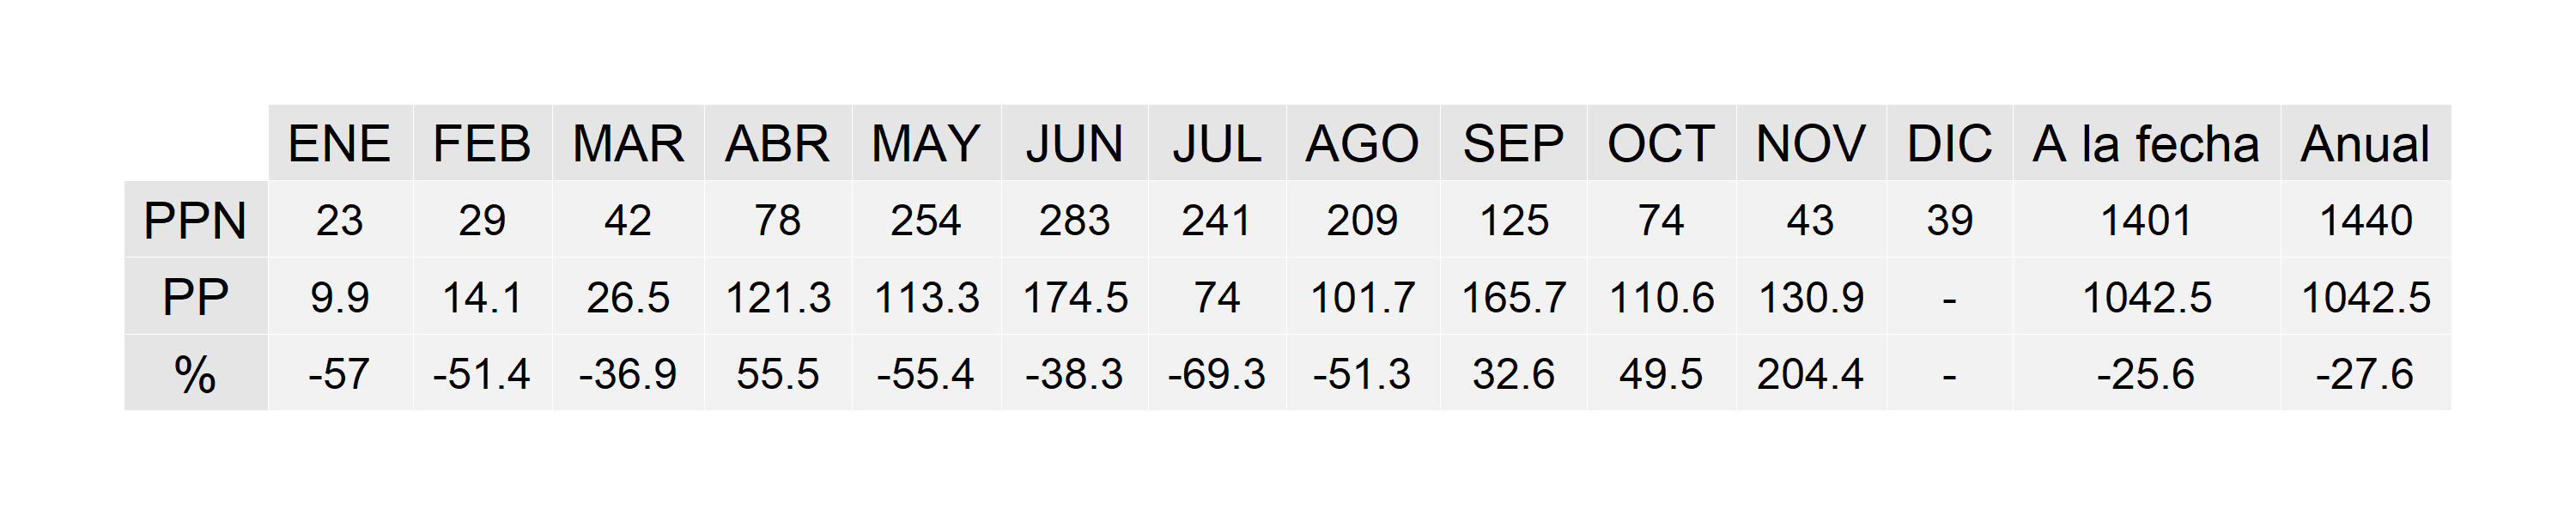 ENE FEB MAR ABR MAY JUN JUL AGO SEP OCT NOV DIC A la fecha Anual
PPN 23 29 42 78 254 283 241 209 125 74 43 39 1401 1440
PP 9.9 14.1 26.5 121.3 113.3 174.5 74 101.7 165.7 110.6 130.9 - 1042.5 1042.5
% -57 -51.4 -36.9 55.5 -55.4 -38.3 -69.3 -51.3 32.6 49.5 204.4 - -25.6 -27.6